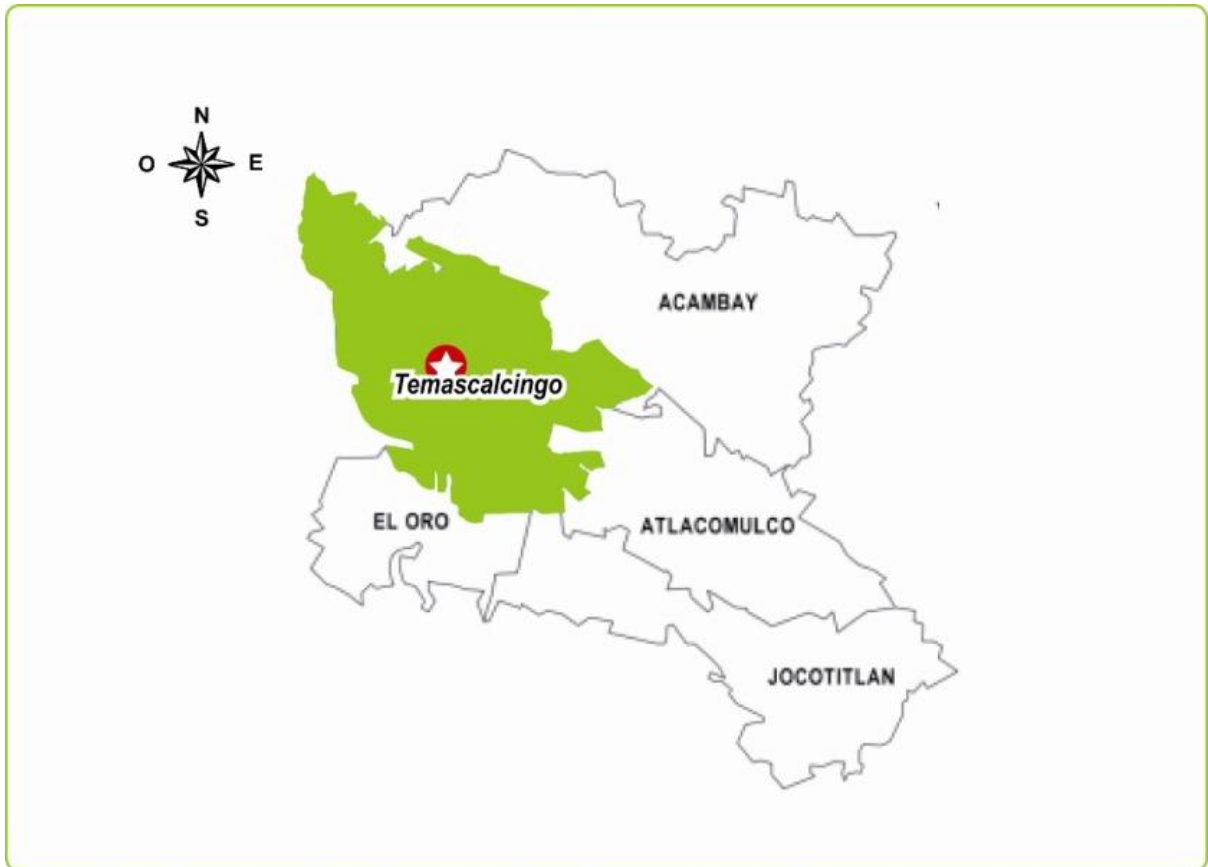 N
O E
S
ACAMBAY
Temascalcingo
EL ORO
ATLACOMULCO
JOCOTITLAN